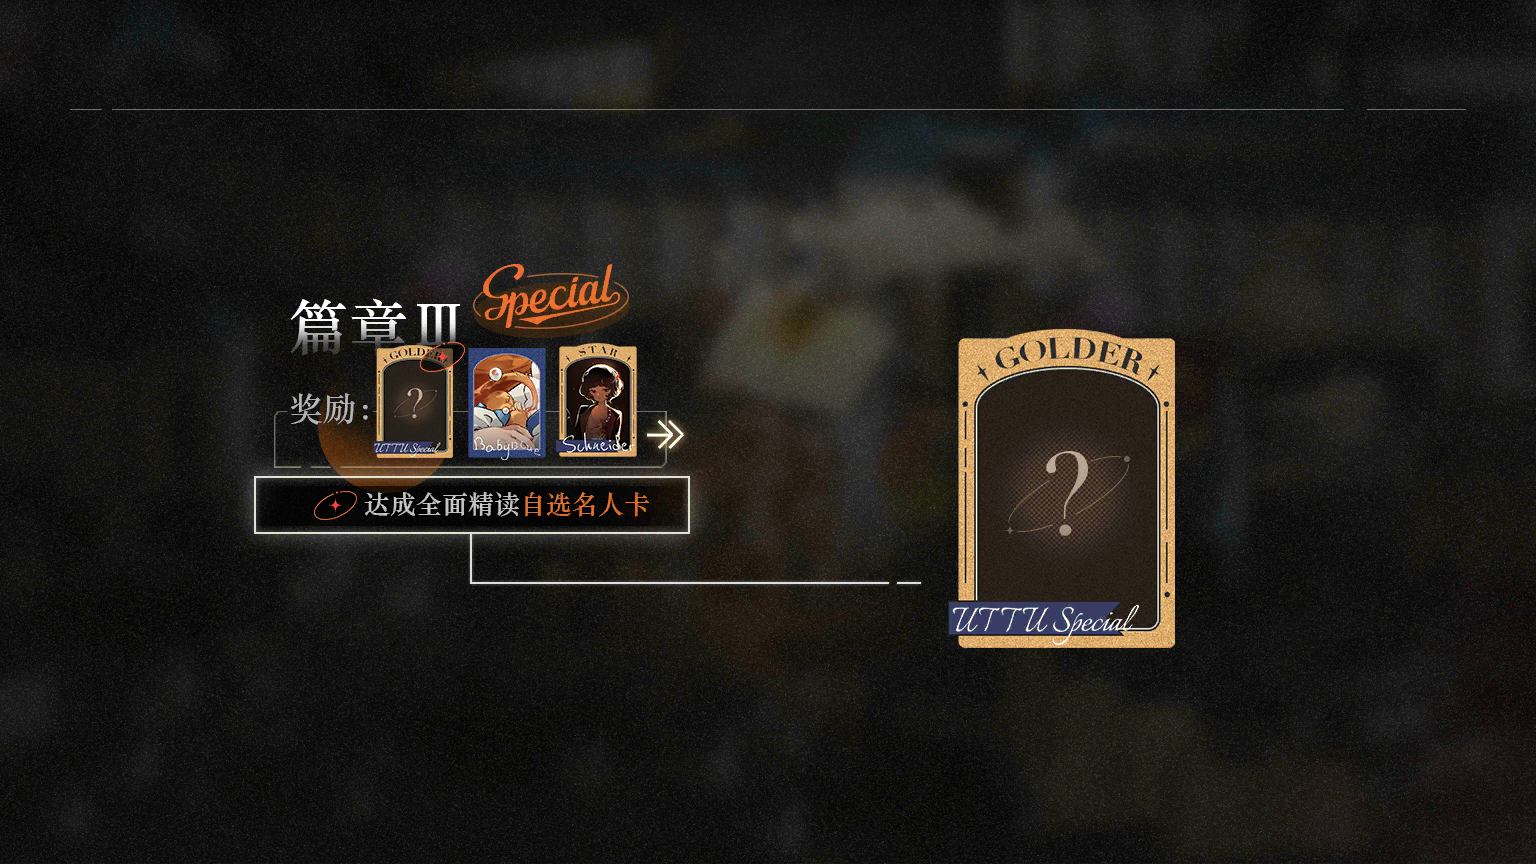 Special
篇章Ⅲ
奖励:
GOLDER
?
UTTU Special
Babyblue
STAR
Schneider
达成全面精读自选名人卡
GOLDER
?
UTTU Special